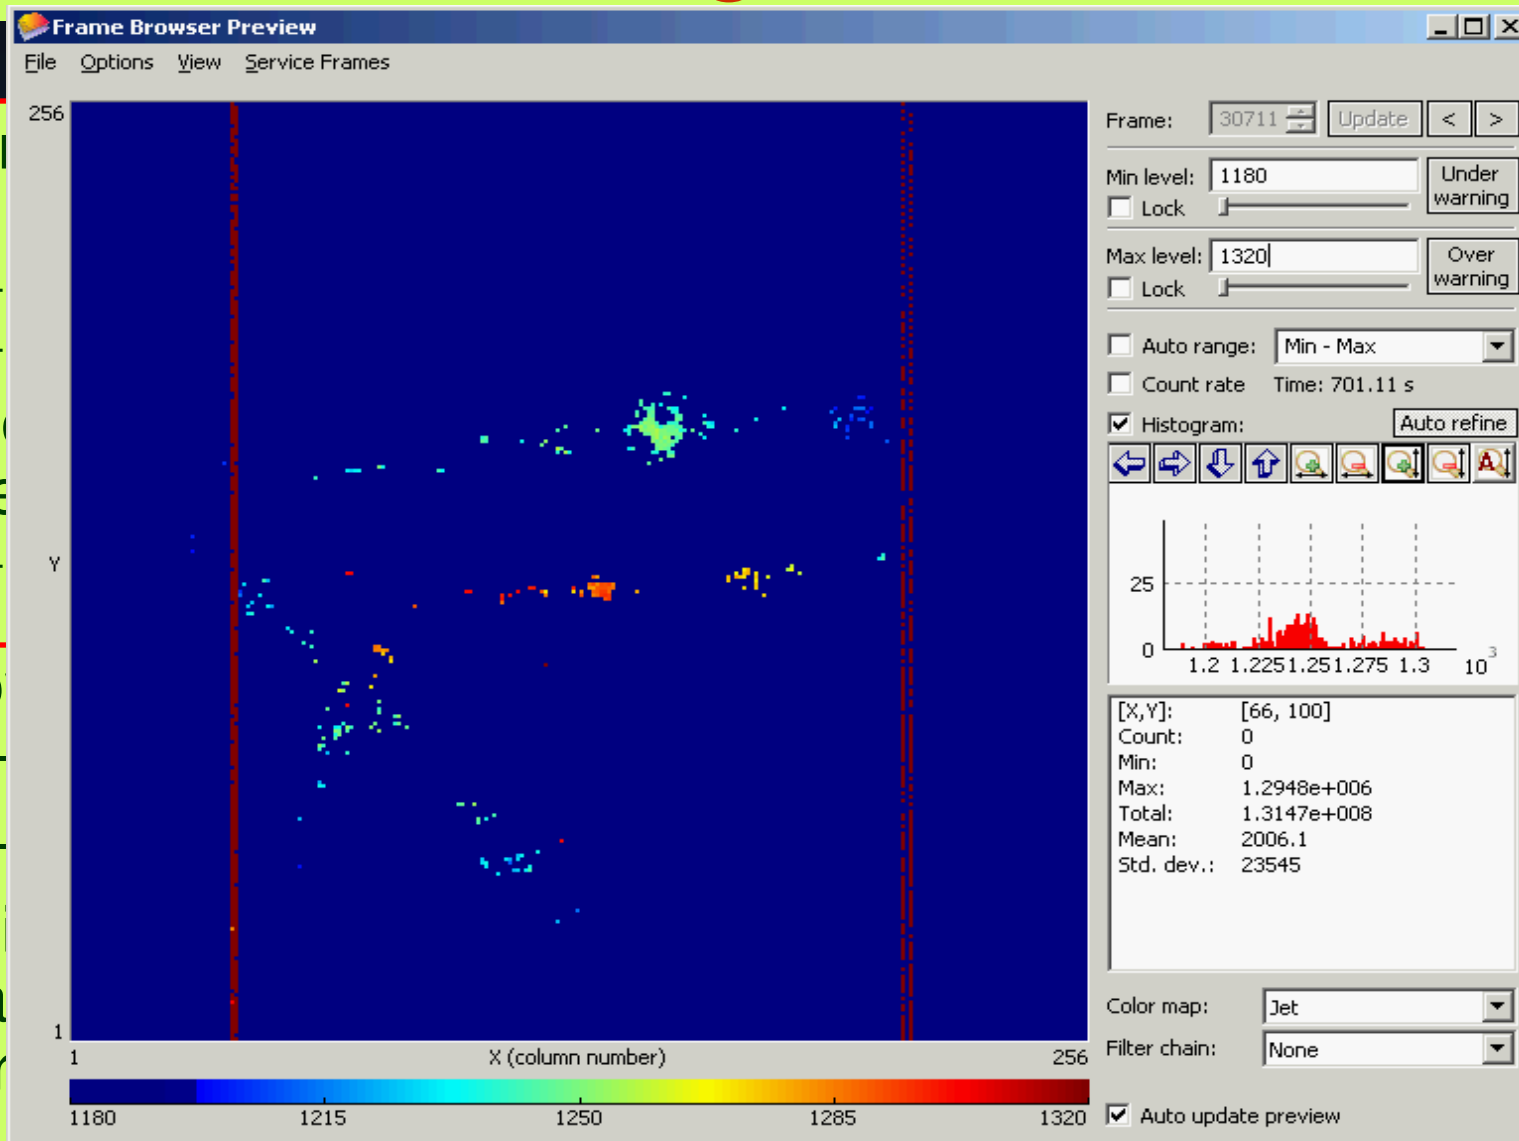 Frame Browser Preview
File Options View Service Frames
256
Y
1
1 X (column number) 256
1180 1215 1250 1285 1320
Frame: 30711 Update < >
Min level: 1180 Under warning
Lock
Max level: 1320 Over warning
Lock
Auto range: Min - Max
Count rate Time: 701.11 s
Histogram: Auto refine
A
25
0
1.2 1.225 1.25 1.275 1.3 10^3
[X,Y]: [66, 100]
Count: 0
Min: 0
Max: 1.2948e+006
Total: 1.3147e+008
Mean: 2006.1
Std. dev.: 23545
Color map: Jet
Filter chain: None
Auto update preview